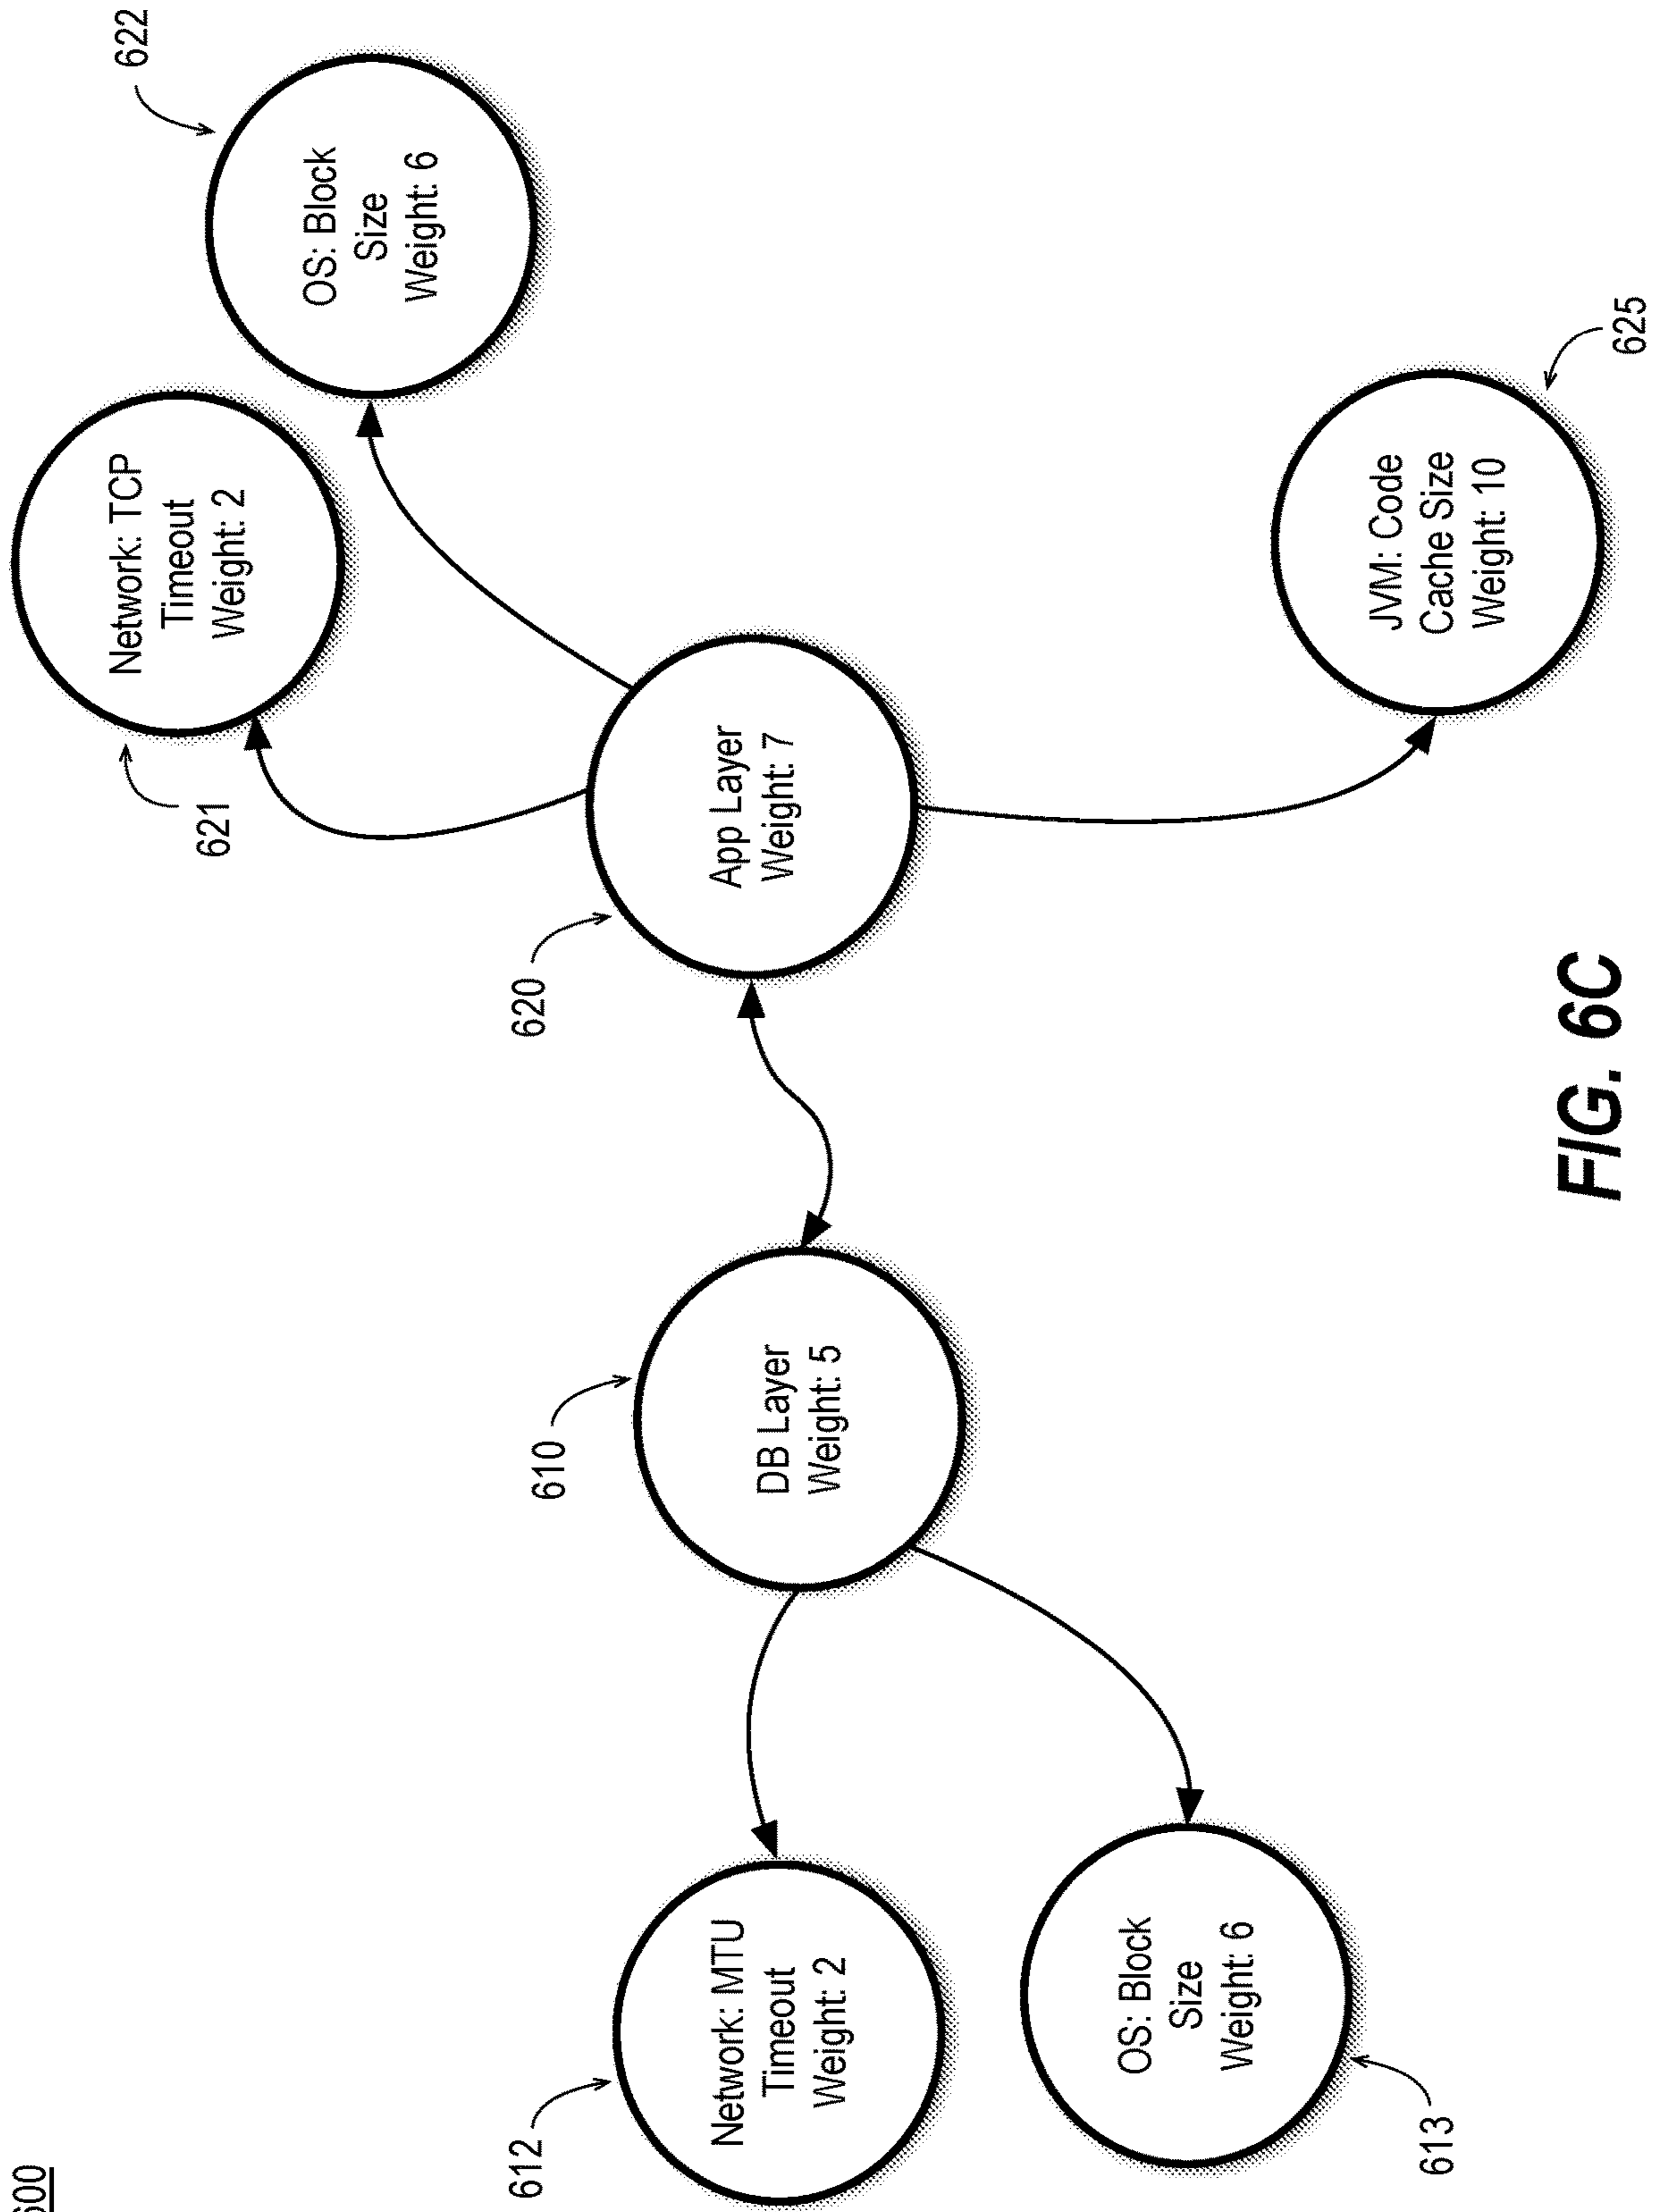 600
622
OS: Block
Size
Weight: 6
Network: TCP
Timeout
Weight: 2
621
620
App Layer
Weight: 7
JVM: Code
Cache Size
Weight: 10
625
610
DB Layer
Weight: 5
612
Network: MTU
Timeout
Weight: 2
OS: Block
Size
Weight: 6
613
FIG. 6C